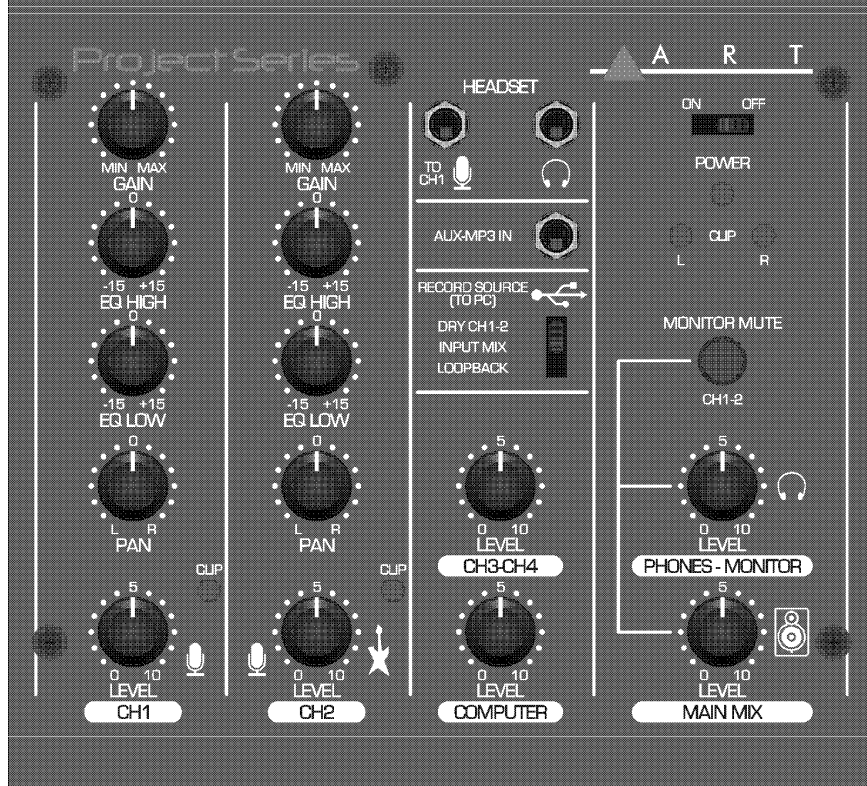 Project Series
ART
MIN MAX
GAIN
0
-15 +15
EQ HIGH
0
-15 +15
EQ LOW
0
L R
PAN
CLIP
5
0 10
LEVEL
CH1
MIN MAX
GAIN
0
-15 +15
EQ HIGH
0
-15 +15
EQ LOW
0
L R
PAN
CLIP
5
0 10
LEVEL
CH2
HEADSET
TO
CH1
AUX-MP3 IN
RECORD SOURCE
(TO PC)
DRY CH1-2
INPUT MIX
LOOPBACK
5
0 10
LEVEL
CH3-CH4
5
0 10
LEVEL
COMPUTER
ON OFF
POWER
CLIP
L R
MONITOR MUTE
CH1-2
5
0 10
LEVEL
PHONES - MONITOR
5
0 10
LEVEL
MAIN MIX